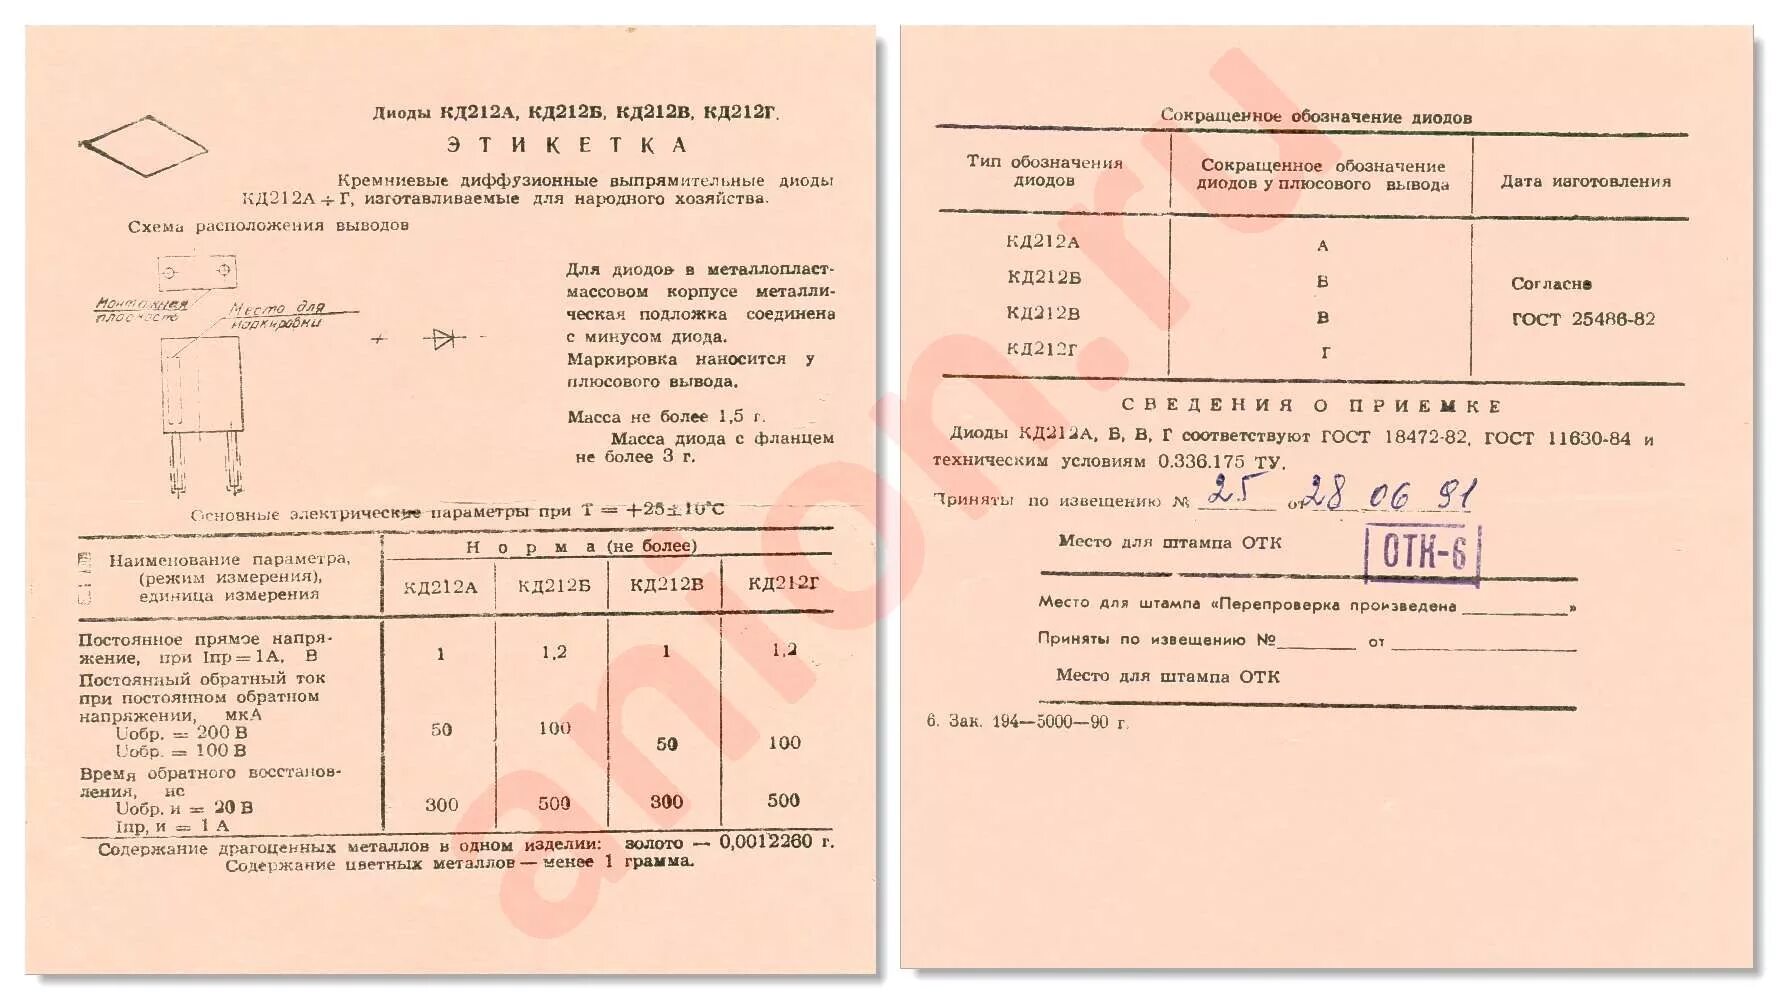 Диоды КД212А, КД212Б, КД212В, КД212Г.
ЭТИКЕТКА
Кремниевые диффузионные выпрямительные диоды
КД212А÷Г, изготавливаемые для народного хозяйства.
Схема расположения выводов
Монтажная
плоскость
Место для
маркировки
+ -
Для диодов в металлопласт-
массовом корпусе металли-
ческая подложка соединена
с минусом диода.
Маркировка наносится у
плюсового вывода.
Масса не более 1,5 г.
Масса диода с фланцем
не более 3 г.
Основные электрические параметры при T = +25±10°С
Наименование параметра,
(режим измерения),
единица измерения
Норма (не более)
КД212А КД212Б КД212В КД212Г
Постоянное прямое напря-
жение, при Iпр=1А, В 1 1,2 1 1,2
Постоянный обратный ток
при постоянном обратном
напряжении, мкА
Uобр. = 200 В 50 100
Uобр. = 100 В 50 100
Время обратного восстанов-
ления, нс
Uобр. и = 20 В 300 500 300 500
Iпр, и = 1 А
Содержание драгоценных металлов в одном изделии: золото — 0,0012260 г.
Содержание цветных металлов — менее 1 грамма.
Сокращенное обозначение диодов
Тип обозначения
диодов
Сокращенное обозначение
диодов у плюсового вывода
Дата изготовления
КД212А А
КД212Б Б
КД212В В
КД212Г Г
Согласно
ГОСТ 25486-82
СВЕДЕНИЯ О ПРИЕМКЕ
Диоды КД212А, Б, В, Г соответствуют ГОСТ 18472-82, ГОСТ 11630-84 и
техническим условиям 0.336.175 ТУ.
Приняты по извещению № 25 от 28 06 91
Место для штампа ОТК
ОТК-6
Место для штампа «Перепроверка произведена ________»
Приняты по извещению № ________ от ________
Место для штампа ОТК
6. Зак. 194—5000—90 г.
anion.ru